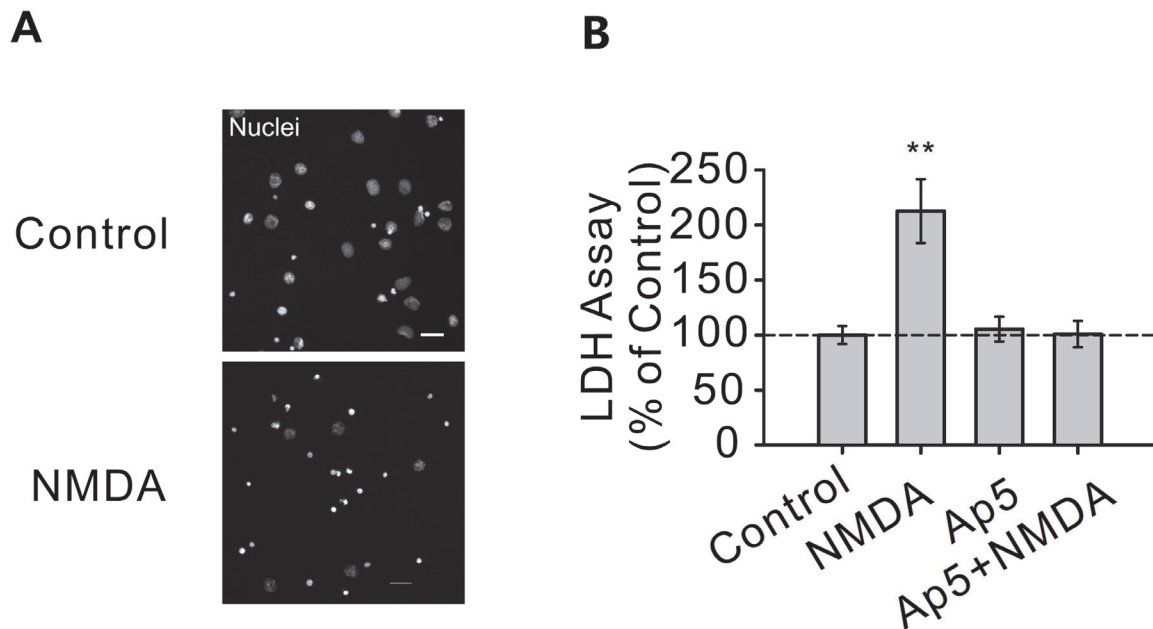 A
B
Nuclei
Control
NMDA
**
LDH Assay
(% of Control)
250
200
150
100
50
0
Control
NMDA
Ap5
Ap5+NMDA